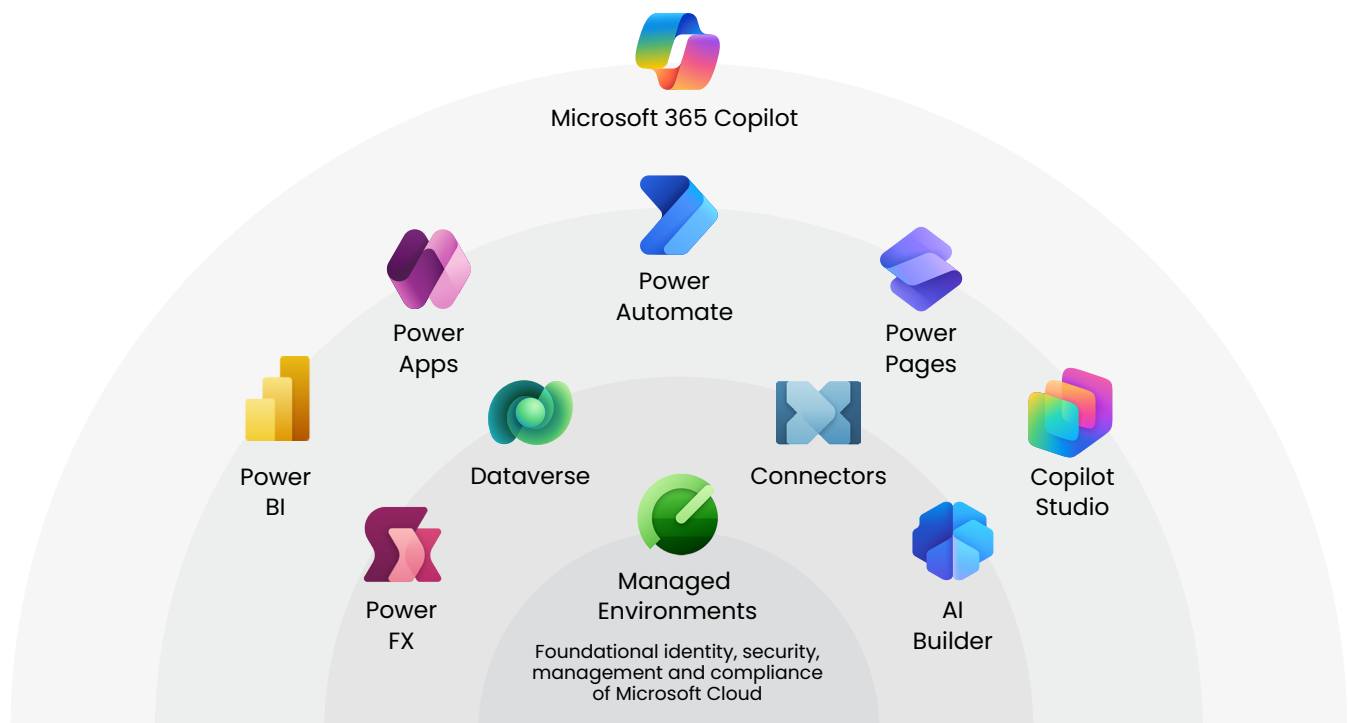 Microsoft 365 Copilot
Power
Automate
Power
Apps
Power
Pages
Power
BI
Dataverse
Connectors
Copilot
Studio
Power
FX
Managed
Environments
AI
Builder
Foundational identity, security,
management and compliance
of Microsoft Cloud